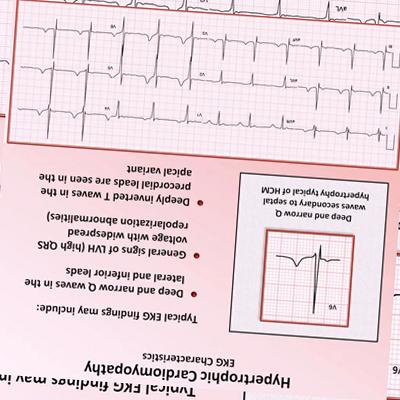 Typical EKG findings may in
Hypertrophic Cardiomyopathy
EKG Characteristics
Typical EKG findings may include:
• Deep and narrow Q waves in the
lateral and inferior leads
• General signs of LVH (high QRS
voltage with widespread
repolarization abnormalities)
• Deeply inverted T waves in the
precordial leads are seen in the
apical variant
V6
Deep and narrow Q
waves secondary to septal
hypertrophy typical of HCM
aVL